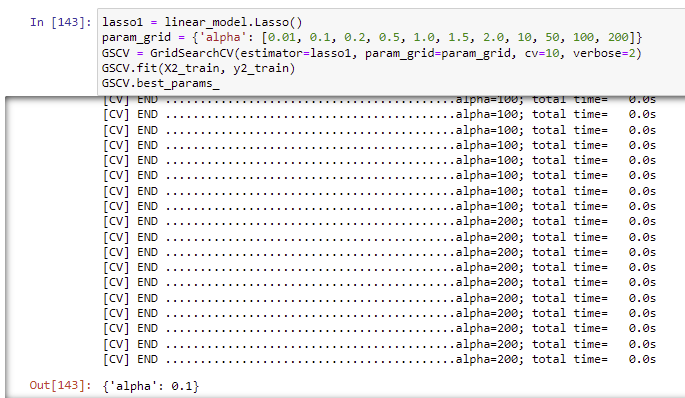 In [143]: lasso1 = linear_model.Lasso()
param_grid = {'alpha': [0.01, 0.1, 0.2, 0.5, 1.0, 1.5, 2.0, 10, 50, 100, 200]}
GSCV = GridSearchCV(estimator=lasso1, param_grid=param_grid, cv=10, verbose=2)
GSCV.fit(X2_train, y2_train)
GSCV.best_params_
[CV] END .........................................alpha=100; total time=   0.0s
[CV] END .........................................alpha=100; total time=   0.0s
[CV] END .........................................alpha=100; total time=   0.0s
[CV] END .........................................alpha=100; total time=   0.0s
[CV] END .........................................alpha=100; total time=   0.0s
[CV] END .........................................alpha=100; total time=   0.0s
[CV] END .........................................alpha=100; total time=   0.0s
[CV] END .........................................alpha=100; total time=   0.0s
[CV] END .........................................alpha=200; total time=   0.0s
[CV] END .........................................alpha=200; total time=   0.0s
[CV] END .........................................alpha=200; total time=   0.0s
[CV] END .........................................alpha=200; total time=   0.0s
[CV] END .........................................alpha=200; total time=   0.0s
[CV] END .........................................alpha=200; total time=   0.0s
[CV] END .........................................alpha=200; total time=   0.0s
[CV] END .........................................alpha=200; total time=   0.0s
[CV] END .........................................alpha=200; total time=   0.0s
[CV] END .........................................alpha=200; total time=   0.0s
Out[143]: {'alpha': 0.1}